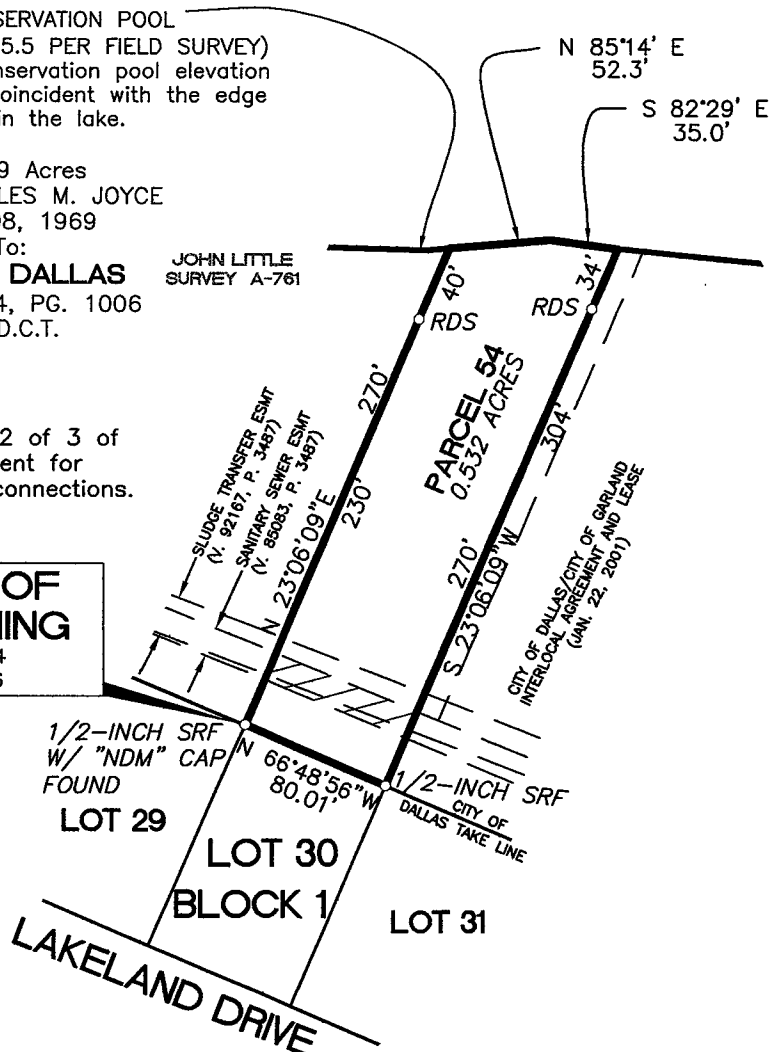 SERVATION POOL
5.5 PER FIELD SURVEY)
nservation pool elevation
oincident with the edge
in the lake.
9 Acres
LES M. JOYCE
08, 1969
To:
DALLAS
4, PG. 1006
D.C.T.
JOHN LITTLE
SURVEY A-761
N 85°14' E
52.3'
S 82°29' E
35.0'
40'
RDS
34'
RDS
270'
PARCEL 54
0.532 ACRES
304'
2 of 3 of
ent for
connections.
SLUDGE TRANSFER ESMT
(V. 92167, P. 3487)
SANITARY SEWER ESMT
(V. 85083, P. 3487)
N 23°06'09"E
230'
270'
S 23°06'09"W
CITY OF DALLAS/CITY OF GARLAND
INTERLOCAL AGREEMENT AND LEASE
(JAN. 22, 2001)
OF
NING
4
6
1/2-INCH SRF
W/ "NDM" CAP
FOUND
N 66°48'56"W
80.01'
1/2-INCH SRF
CITY OF
DALLAS TAKE LINE
LOT 29
LOT 30
BLOCK 1
LOT 31
LAKELAND DRIVE